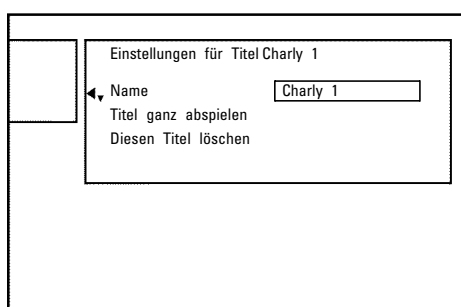 Einstellungen für Titel Charly 1
Name Charly 1
Titel ganz abspielen
Diesen Titel löschen